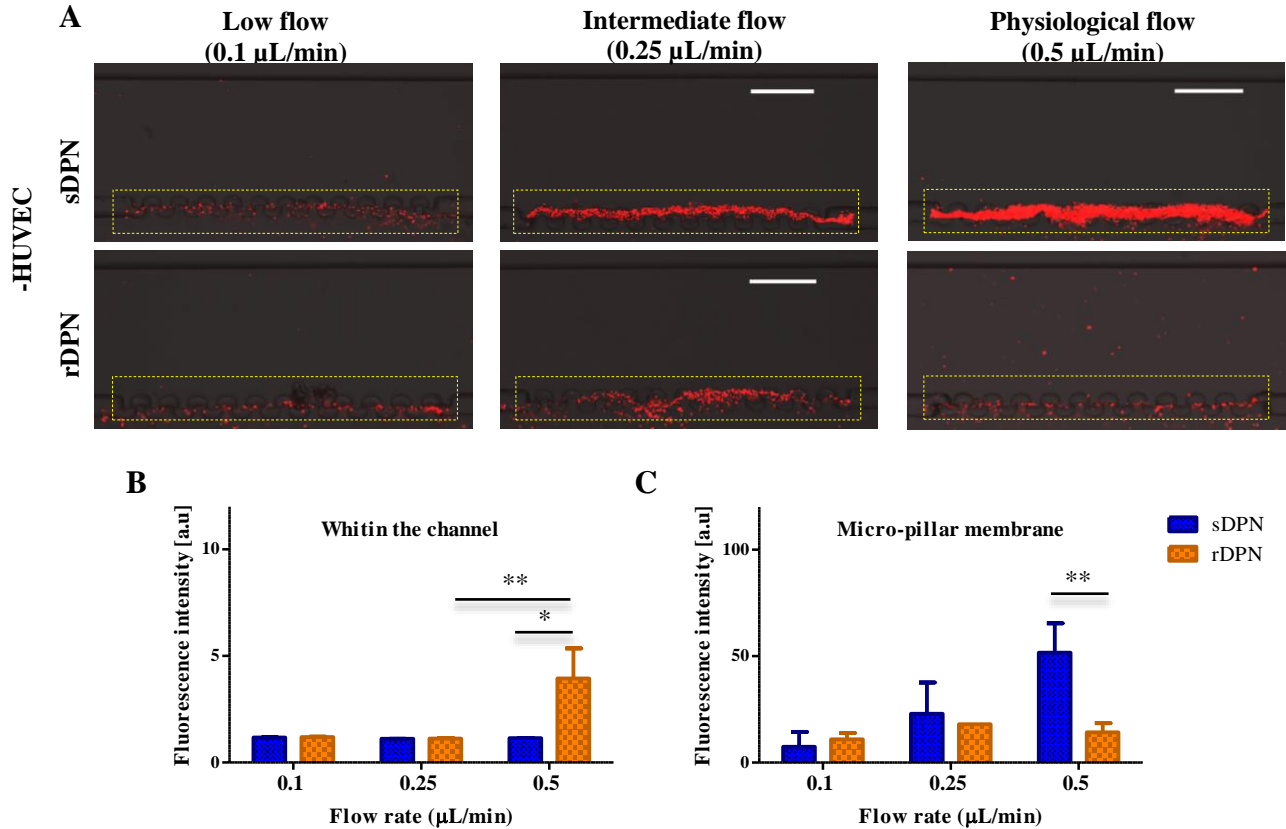 A
Low flow
(0.1 µL/min)
Intermediate flow
(0.25 µL/min)
Physiological flow
(0.5 µL/min)
-HUVEC
sDPN
rDPN
B
Whitin the channel
Fluorescence intensity [a.u]
10
5
0
**
*
0.1
0.25
0.5
Flow rate (µL/min)
C
Micro-pillar membrane
Fluorescence intensity [a.u]
100
50
0
**
0.1
0.25
0.5
Flow rate (µL/min)
sDPN
rDPN